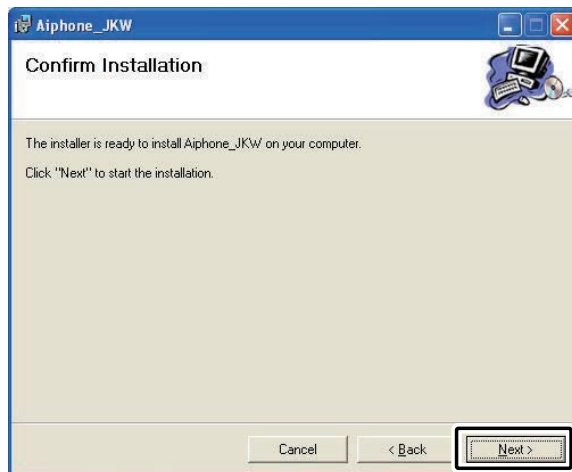 Aiphone_JKW
Confirm Installation
The installer is ready to install Aiphone_JKW on your computer.
Click "Next" to start the installation.
Cancel
< Back
Next >